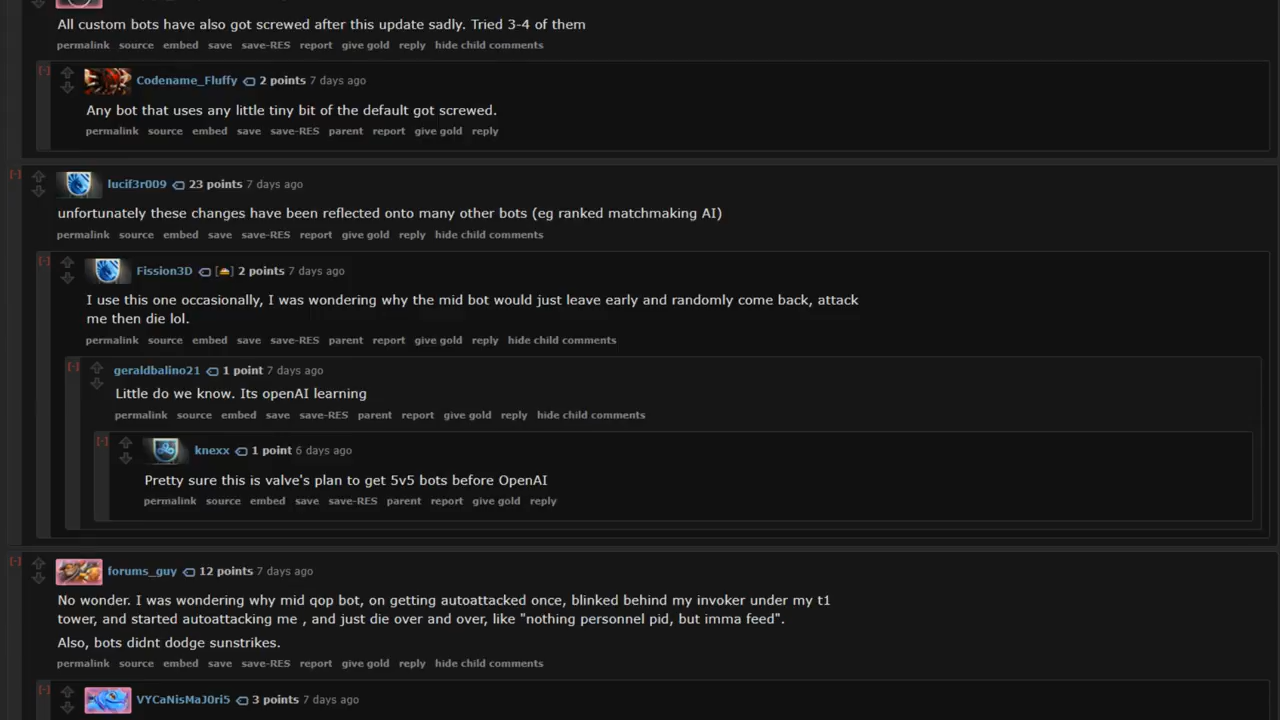 All custom bots have also got screwed after this update sadly. Tried 3-4 of them
permalink source embed save save-RES report give gold reply hide child comments
[-] Codename_Fluffy 2 points 7 days ago
Any bot that uses any little tiny bit of the default got screwed.
permalink source embed save save-RES parent report give gold reply
[-] lucif3r009 23 points 7 days ago
unfortunately these changes have been reflected onto many other bots (eg ranked matchmaking AI)
permalink source embed save save-RES report give gold reply hide child comments
[-] Fission3D [ ] 2 points 7 days ago
I use this one occasionally, I was wondering why the mid bot would just leave early and randomly come back, attack
me then die lol.
permalink source embed save save-RES parent report give gold reply hide child comments
[-] geraldbalino21 1 point 7 days ago
Little do we know. Its openAI learning
permalink source embed save save-RES parent report give gold reply hide child comments
[-] knexx 1 point 6 days ago
Pretty sure this is valve's plan to get 5v5 bots before OpenAI
permalink source embed save save-RES parent report give gold reply
[-] forums_guy 12 points 7 days ago
No wonder. I was wondering why mid qop bot, on getting autoattacked once, blinked behind my invoker under my t1
tower, and started autoattacking me , and just die over and over, like "nothing personnel pid, but imma feed".
Also, bots didnt dodge sunstrikes.
permalink source embed save save-RES report give gold reply hide child comments
[-] VYCaNisMaJ0ri5 3 points 7 days ago